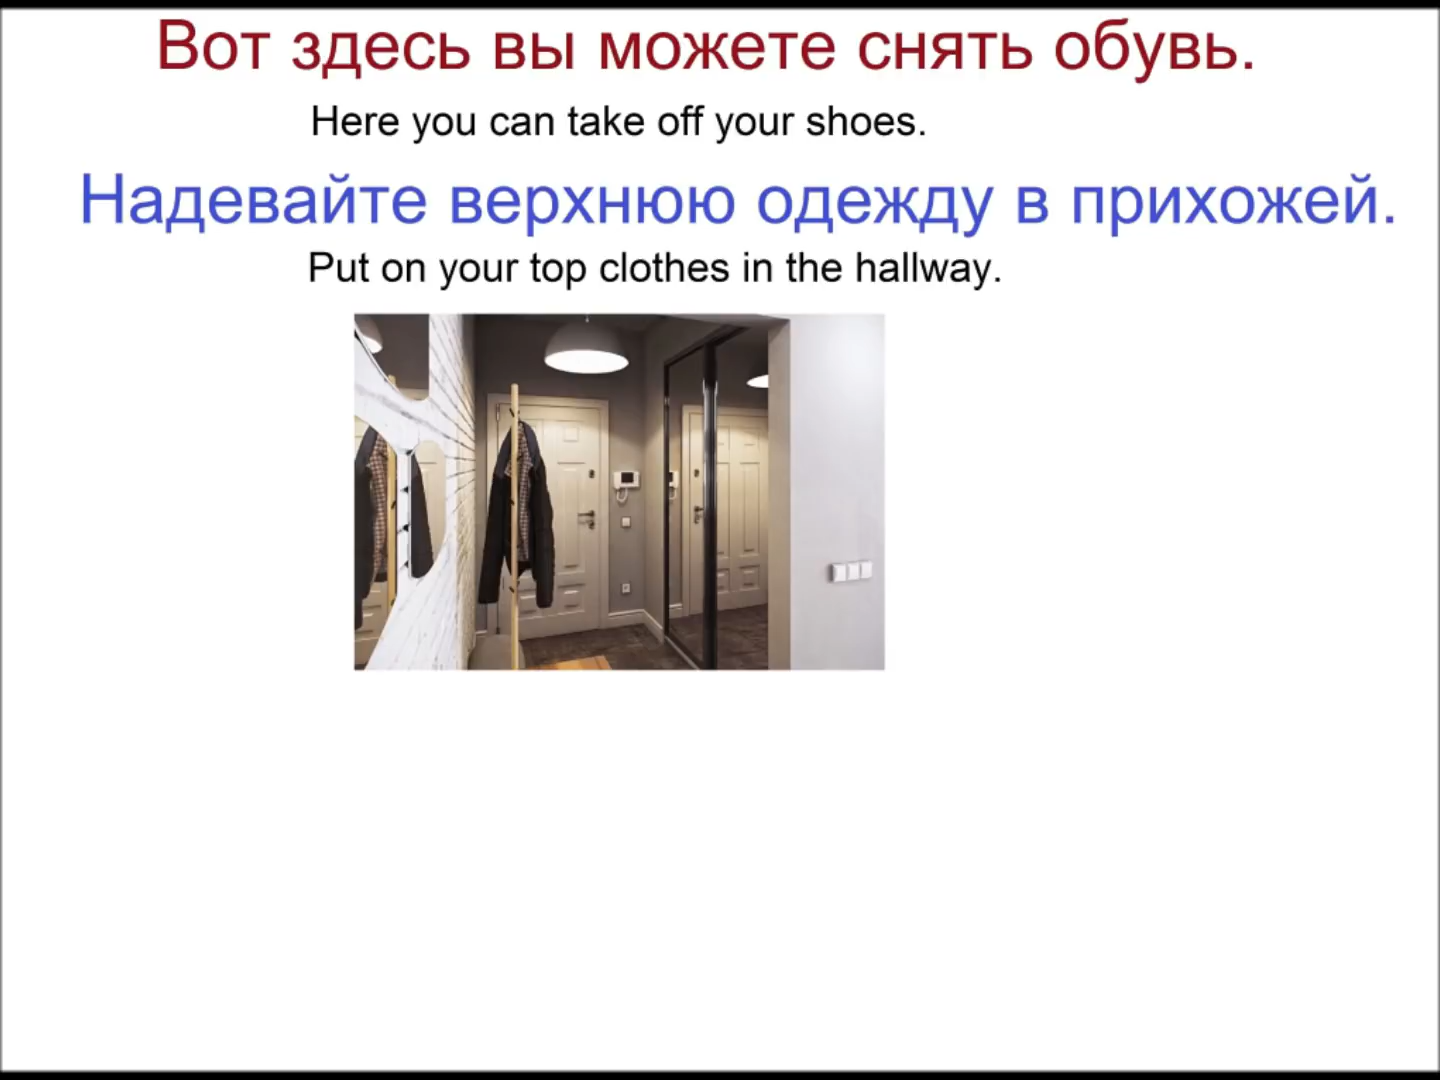 Вот здесь вы можете снять обувь.
Here you can take off your shoes.
Надевайте верхнюю одежду в прихожей.
Put on your top clothes in the hallway.